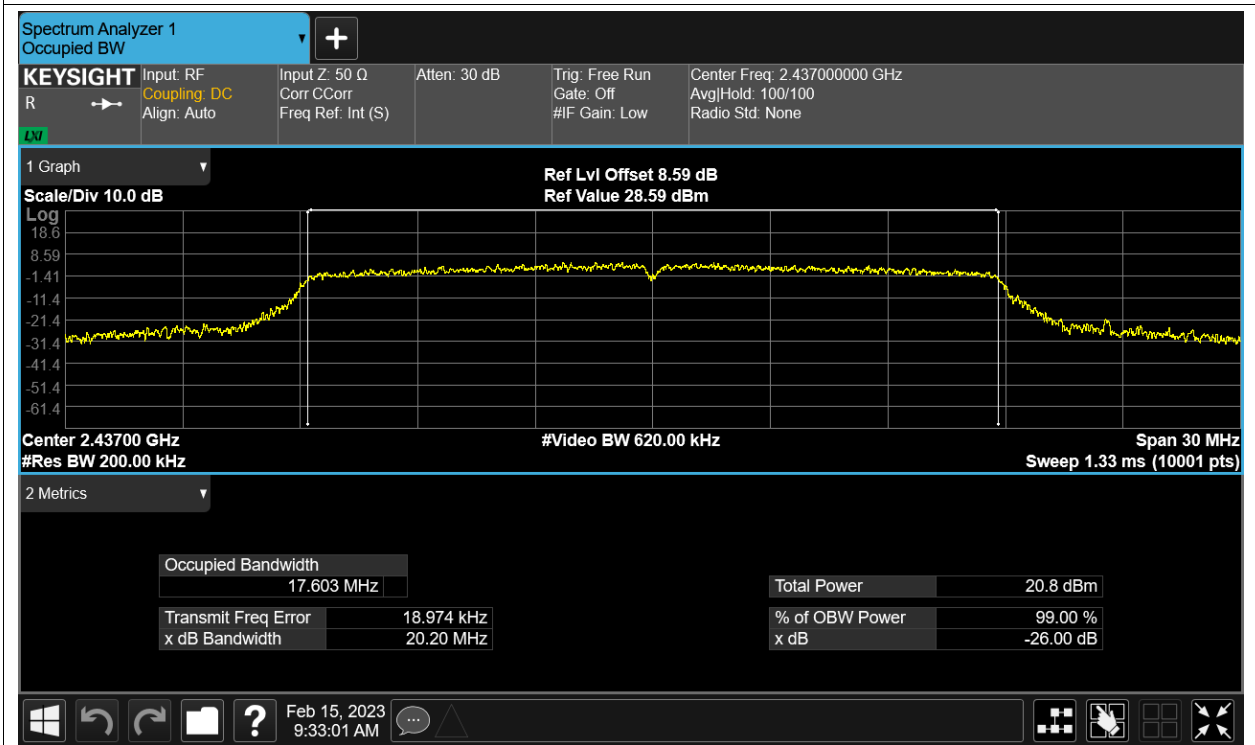 Spectrum Analyzer 1
Occupied BW
KEYSIGHT
R
LXI
Input: RF
Coupling: DC
Align: Auto
Input Z: 50 Ω
Corr CCorr
Freq Ref: Int (S)
Atten: 30 dB
Trig: Free Run
Gate: Off
#IF Gain: Low
Center Freq: 2.437000000 GHz
Avg|Hold: 100/100
Radio Std: None
1 Graph
Scale/Div 10.0 dB
Ref Lvl Offset 8.59 dB
Ref Value 28.59 dBm
Log
18.6
8.59
-1.41
-11.4
-21.4
-31.4
-41.4
-51.4
-61.4
Center 2.43700 GHz
#Res BW 200.00 kHz
#Video BW 620.00 kHz
Span 30 MHz
Sweep 1.33 ms (10001 pts)
2 Metrics
Occupied Bandwidth
17.603 MHz
Transmit Freq Error 18.974 kHz
x dB Bandwidth 20.20 MHz
Total Power 20.8 dBm
% of OBW Power 99.00 %
x dB -26.00 dB
?
Feb 15, 2023
9:33:01 AM